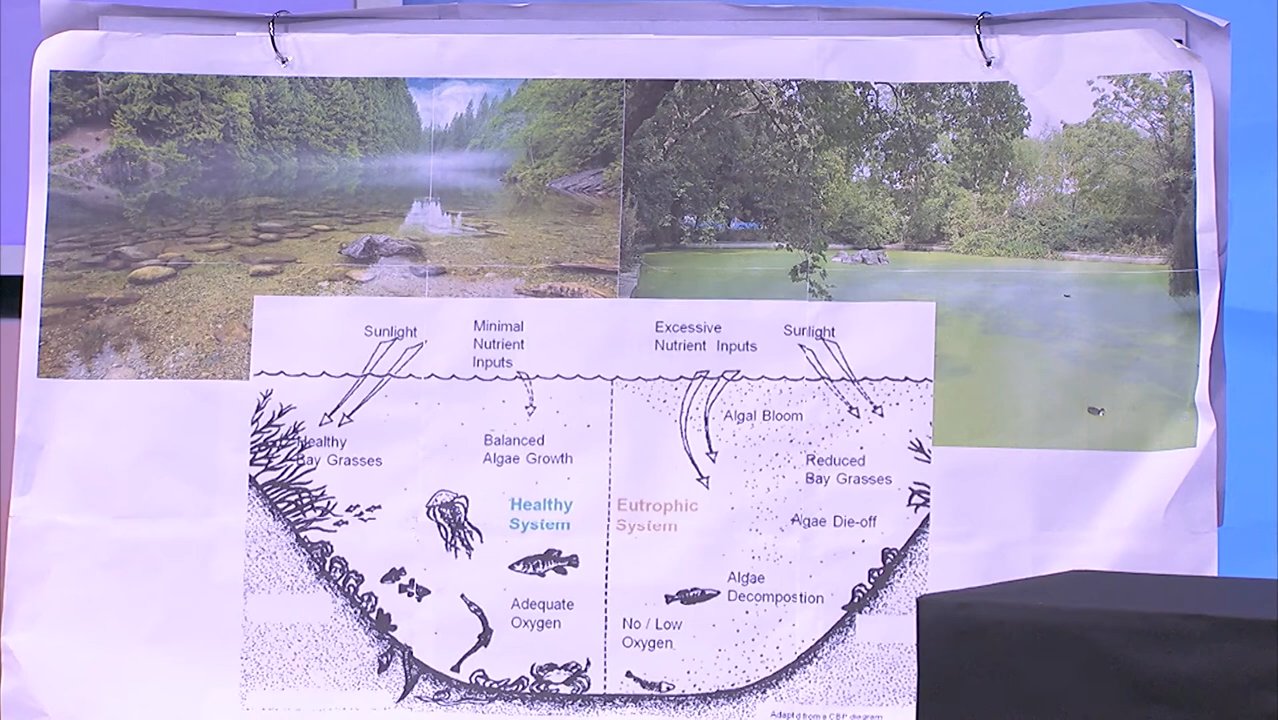 Sunlight
Minimal
Nutrient
Inputs
Excessive
Nutrient Inputs
Sunlight
Algal Bloom
Healthy
Bay Grasses
Balanced
Algae Growth
Reduced
Bay Grasses
Healthy
System
Eutrophic
System
Algae Die-off
Adequate
Oxygen
Algae
Decompostion
No / Low
Oxygen
Adapt d from a CBP diagram